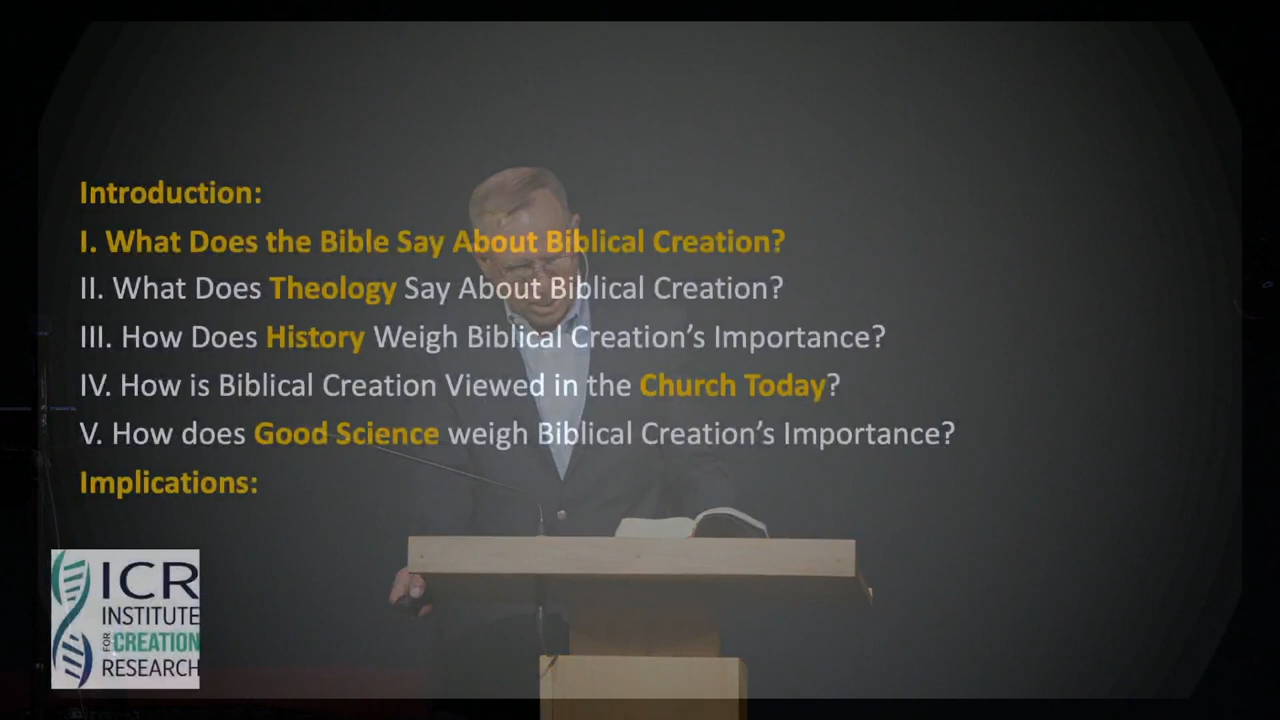 Introduction:
I. What Does the Bible Say About Biblical Creation?
II. What Does Theology Say About Biblical Creation?
III. How Does History Weigh Biblical Creation’s Importance?
IV. How is Biblical Creation Viewed in the Church Today?
V. How does Good Science weigh Biblical Creation’s Importance?
Implications:
ICR
INSTITUTE
FOR CREATION
RESEARCH